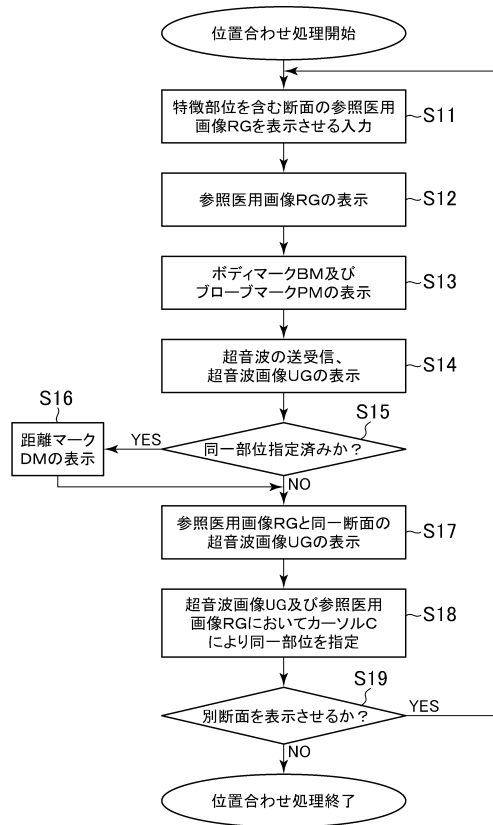 位置合わせ処理開始
特徴部位を含む断面の参照医用
画像RGを表示させる入力
S11
参照医用画像RGの表示
S12
ボディマークBM及び
プローブマークPMの表示
S13
超音波の送受信、
超音波画像UGの表示
S14
S16
S15
距離マーク
DMの表示
YES
同一部位指定済みか？
NO
参照医用画像RGと同一断面の
超音波画像UGの表示
S17
超音波画像UG及び参照医用
画像RGにおいてカーソルC
により同一部位を指定
S18
S19
別断面を表示させるか？
YES
NO
位置合わせ処理終了